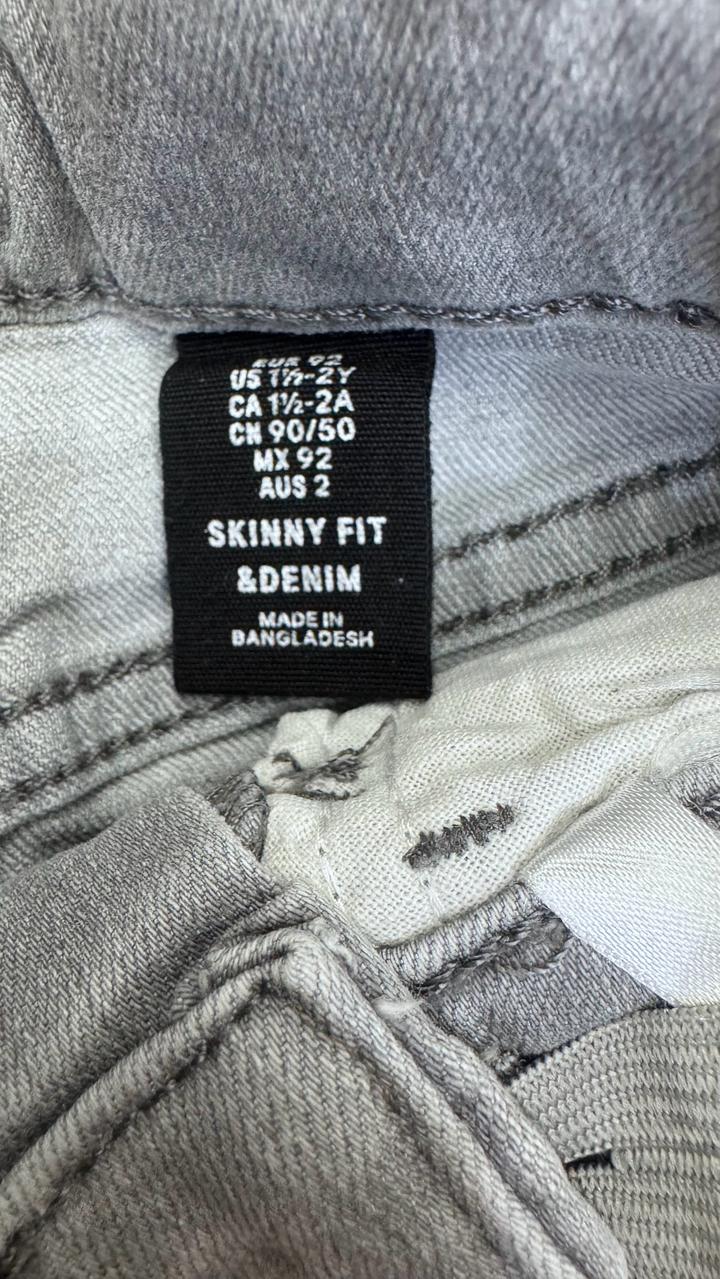 EUR 92
US 1½-2Y
CA 1½-2A
CN 90/50
MX 92
AUS 2
SKINNY FIT
&DENIM
MADE IN
BANGLADESH